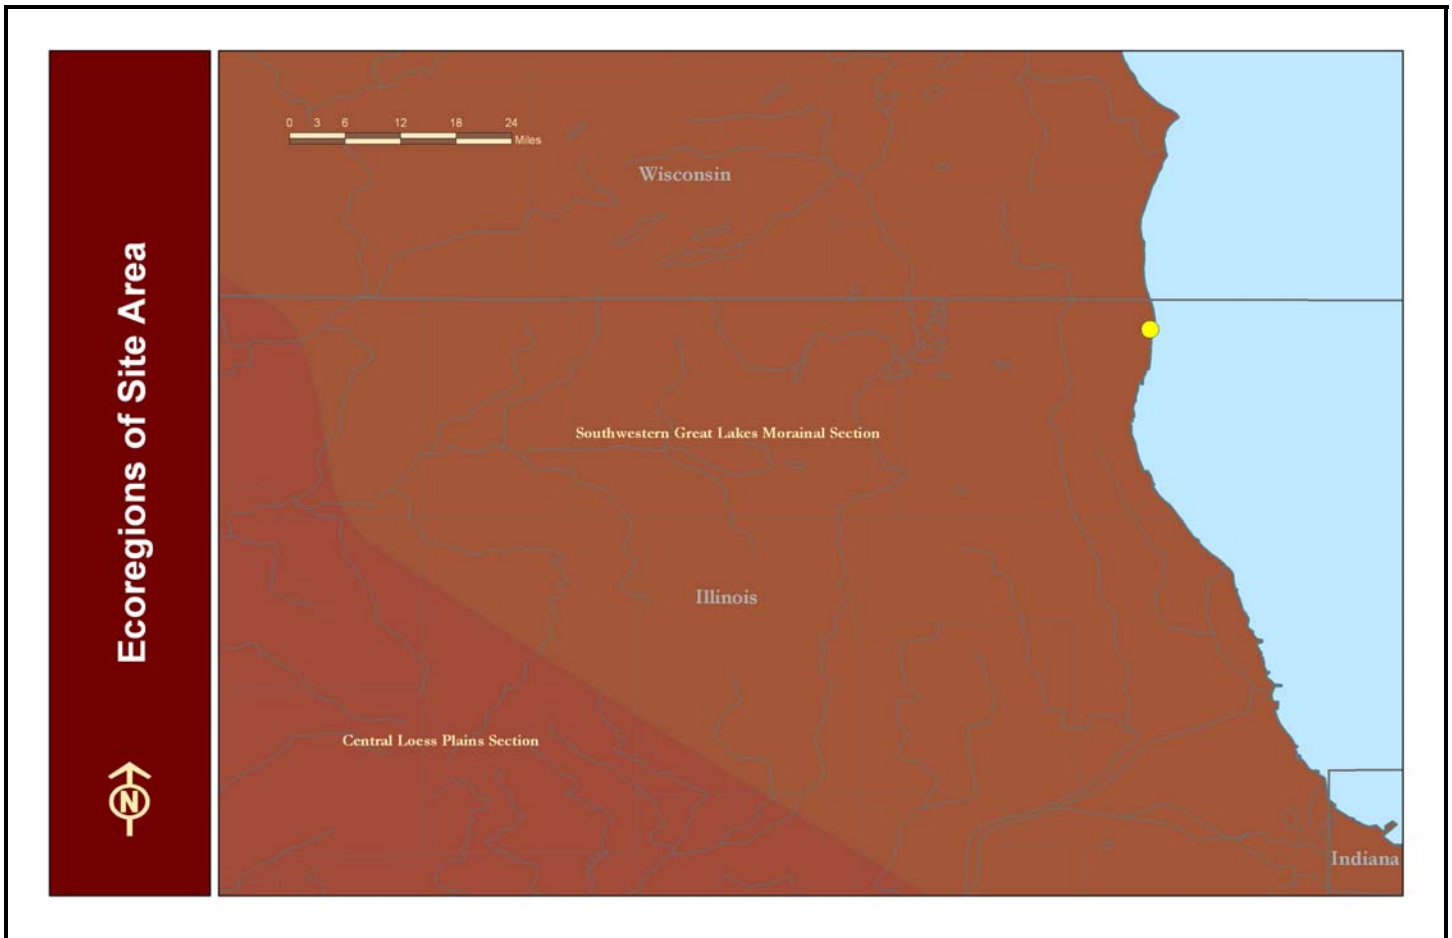 Ecoregions of Site Area
N
0 3 6 12 18 24
Miles
Wisconsin
Southwestern Great Lakes Morainal Section
Illinois
Central Loess Plains Section
Indiana